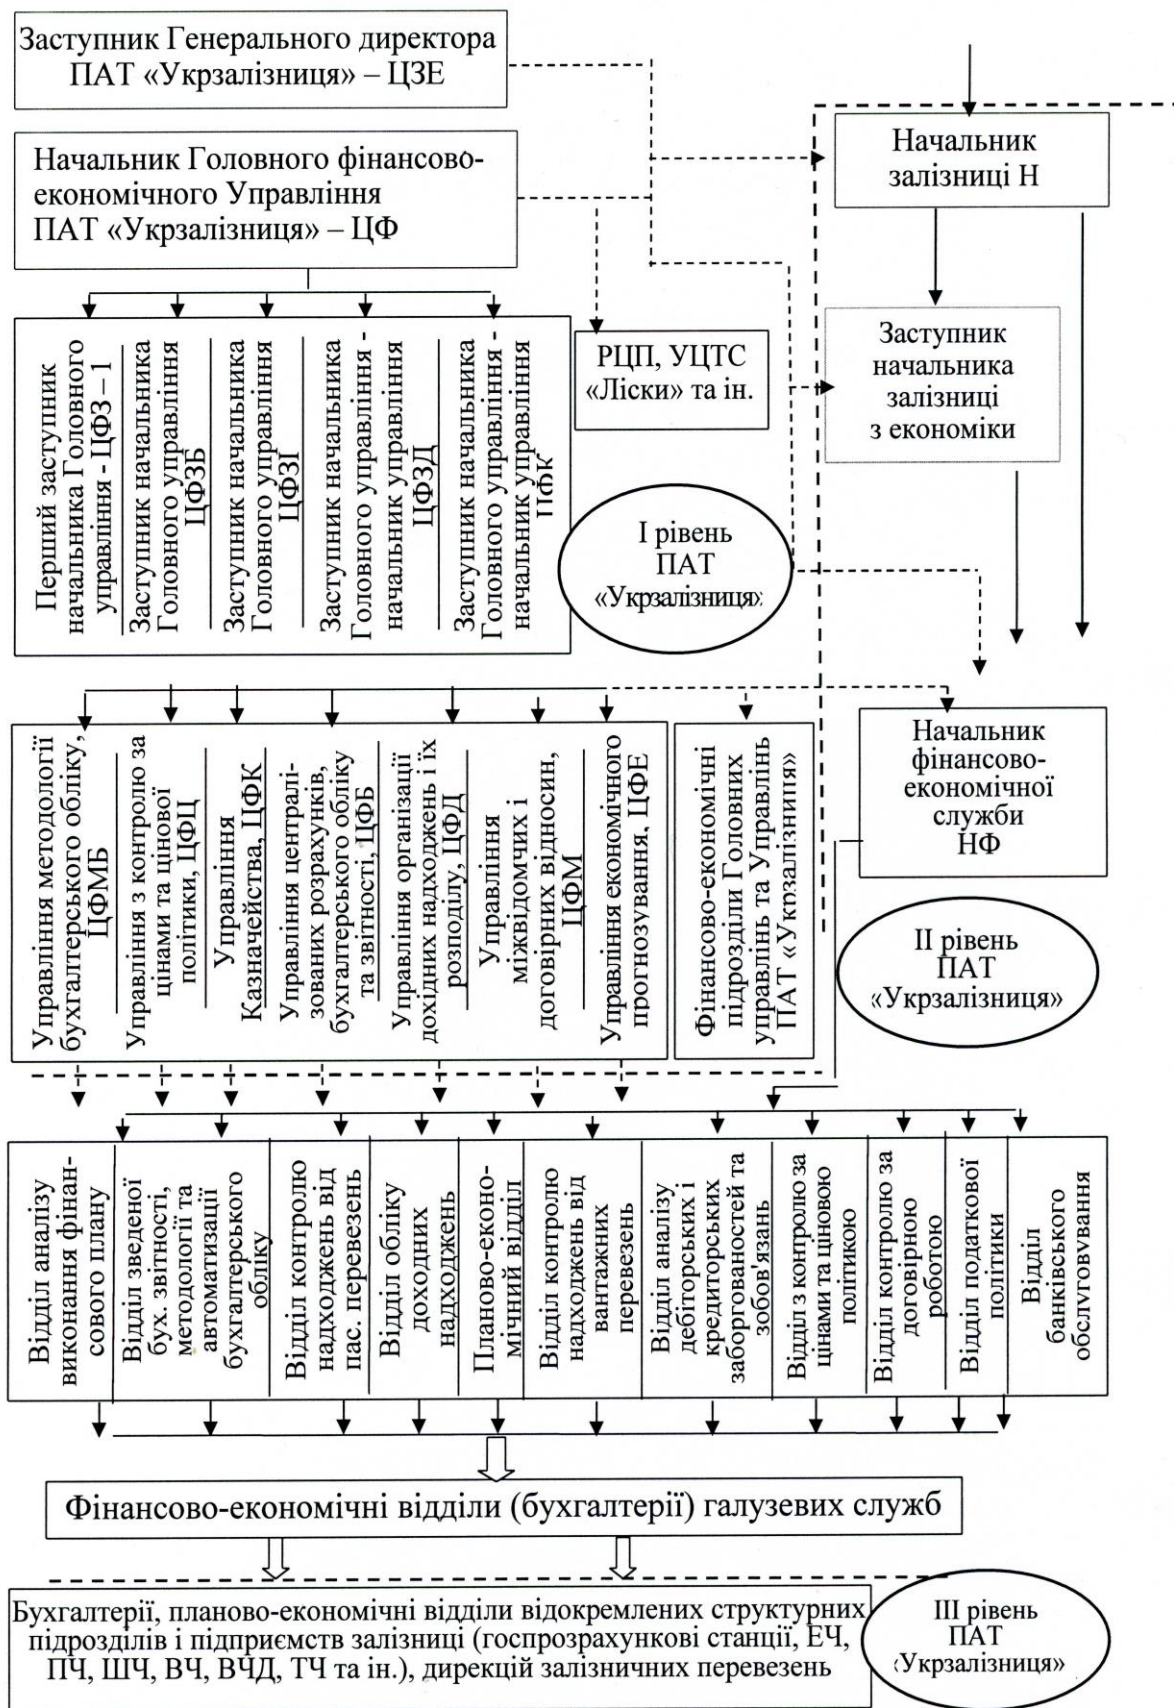 Заступник Генерального директора
ПАТ «Укрзалізниця» – ЦЗЕ
Начальник Головного фінансово-
економічного Управління
ПАТ «Укрзалізниця» – ЦФ
Начальник
залізниці Н
Перший заступник
начальника Головного
управління - ЦФЗ – 1
Заступник начальника
Головного управління
ЦФЗБ
Заступник начальника
Головного управління
ЦФЗІ
Заступник начальника
Головного управління -
начальник управління
ЦФЗД
Заступник начальника
Головного управління -
начальник управління
ЦФК
РЦП, УЦТС
«Ліски» та ін.
Заступник
начальника
залізниці
з економіки
І рівень
ПАТ
«Укрзалізниця»
Управління методології
бухгалтерського обліку,
ЦФМБ
Управління з контролю за
цінами та цінової
політики, ЦФЦ
Управління
Казначейства, ЦФК
Управління централі-
зованих розрахунків,
бухгалтерського обліку
та звітності, ЦФБ
Управління організації
дохідних надходжень і їх
розподілу, ЦФД
Управління
міжвідомчих і
договірних відносин,
ЦФМ
Управління економічного
прогнозування, ЦФЕ
Фінансово-економічні
підрозділи Головних
управлінь та Управлінь
ПАТ «Укрзалізниця»
Начальник
фінансово-
економічної
служби
НФ
ІІ рівень
ПАТ
«Укрзалізниця»
Відділ аналізу
виконання фінан-
сового плану
Відділ зведеної
бух. звітності,
методології та
автоматизації
бухгалтерського
обліку
Відділ контролю
надходжень від
пас. перевезень
Відділ обліку
доходних
надходжень
Планово-еконо-
мічний відділ
Відділ контролю
надходжень від
вантажних
перевезень
Відділ аналізу
дебіторських і
кредиторських
заборгованостей та
зобов'язань
Відділ з контролю за
цінами та ціновою
політикою
Відділ контролю за
договірною
роботою
Відділ податкової
політики
Відділ
банківського
обслуговування
Фінансово-економічні відділи (бухгалтерії) галузевих служб
Бухгалтерії, планово-економічні відділи відокремлених структурних
підрозділів і підприємств залізниці (госпрозрахункові станції, ЕЧ,
ПЧ, ШЧ, ВЧ, ВЧД, ТЧ та ін.), дирекцій залізничних перевезень
ІІІ рівень
ПАТ
«Укрзалізниця»